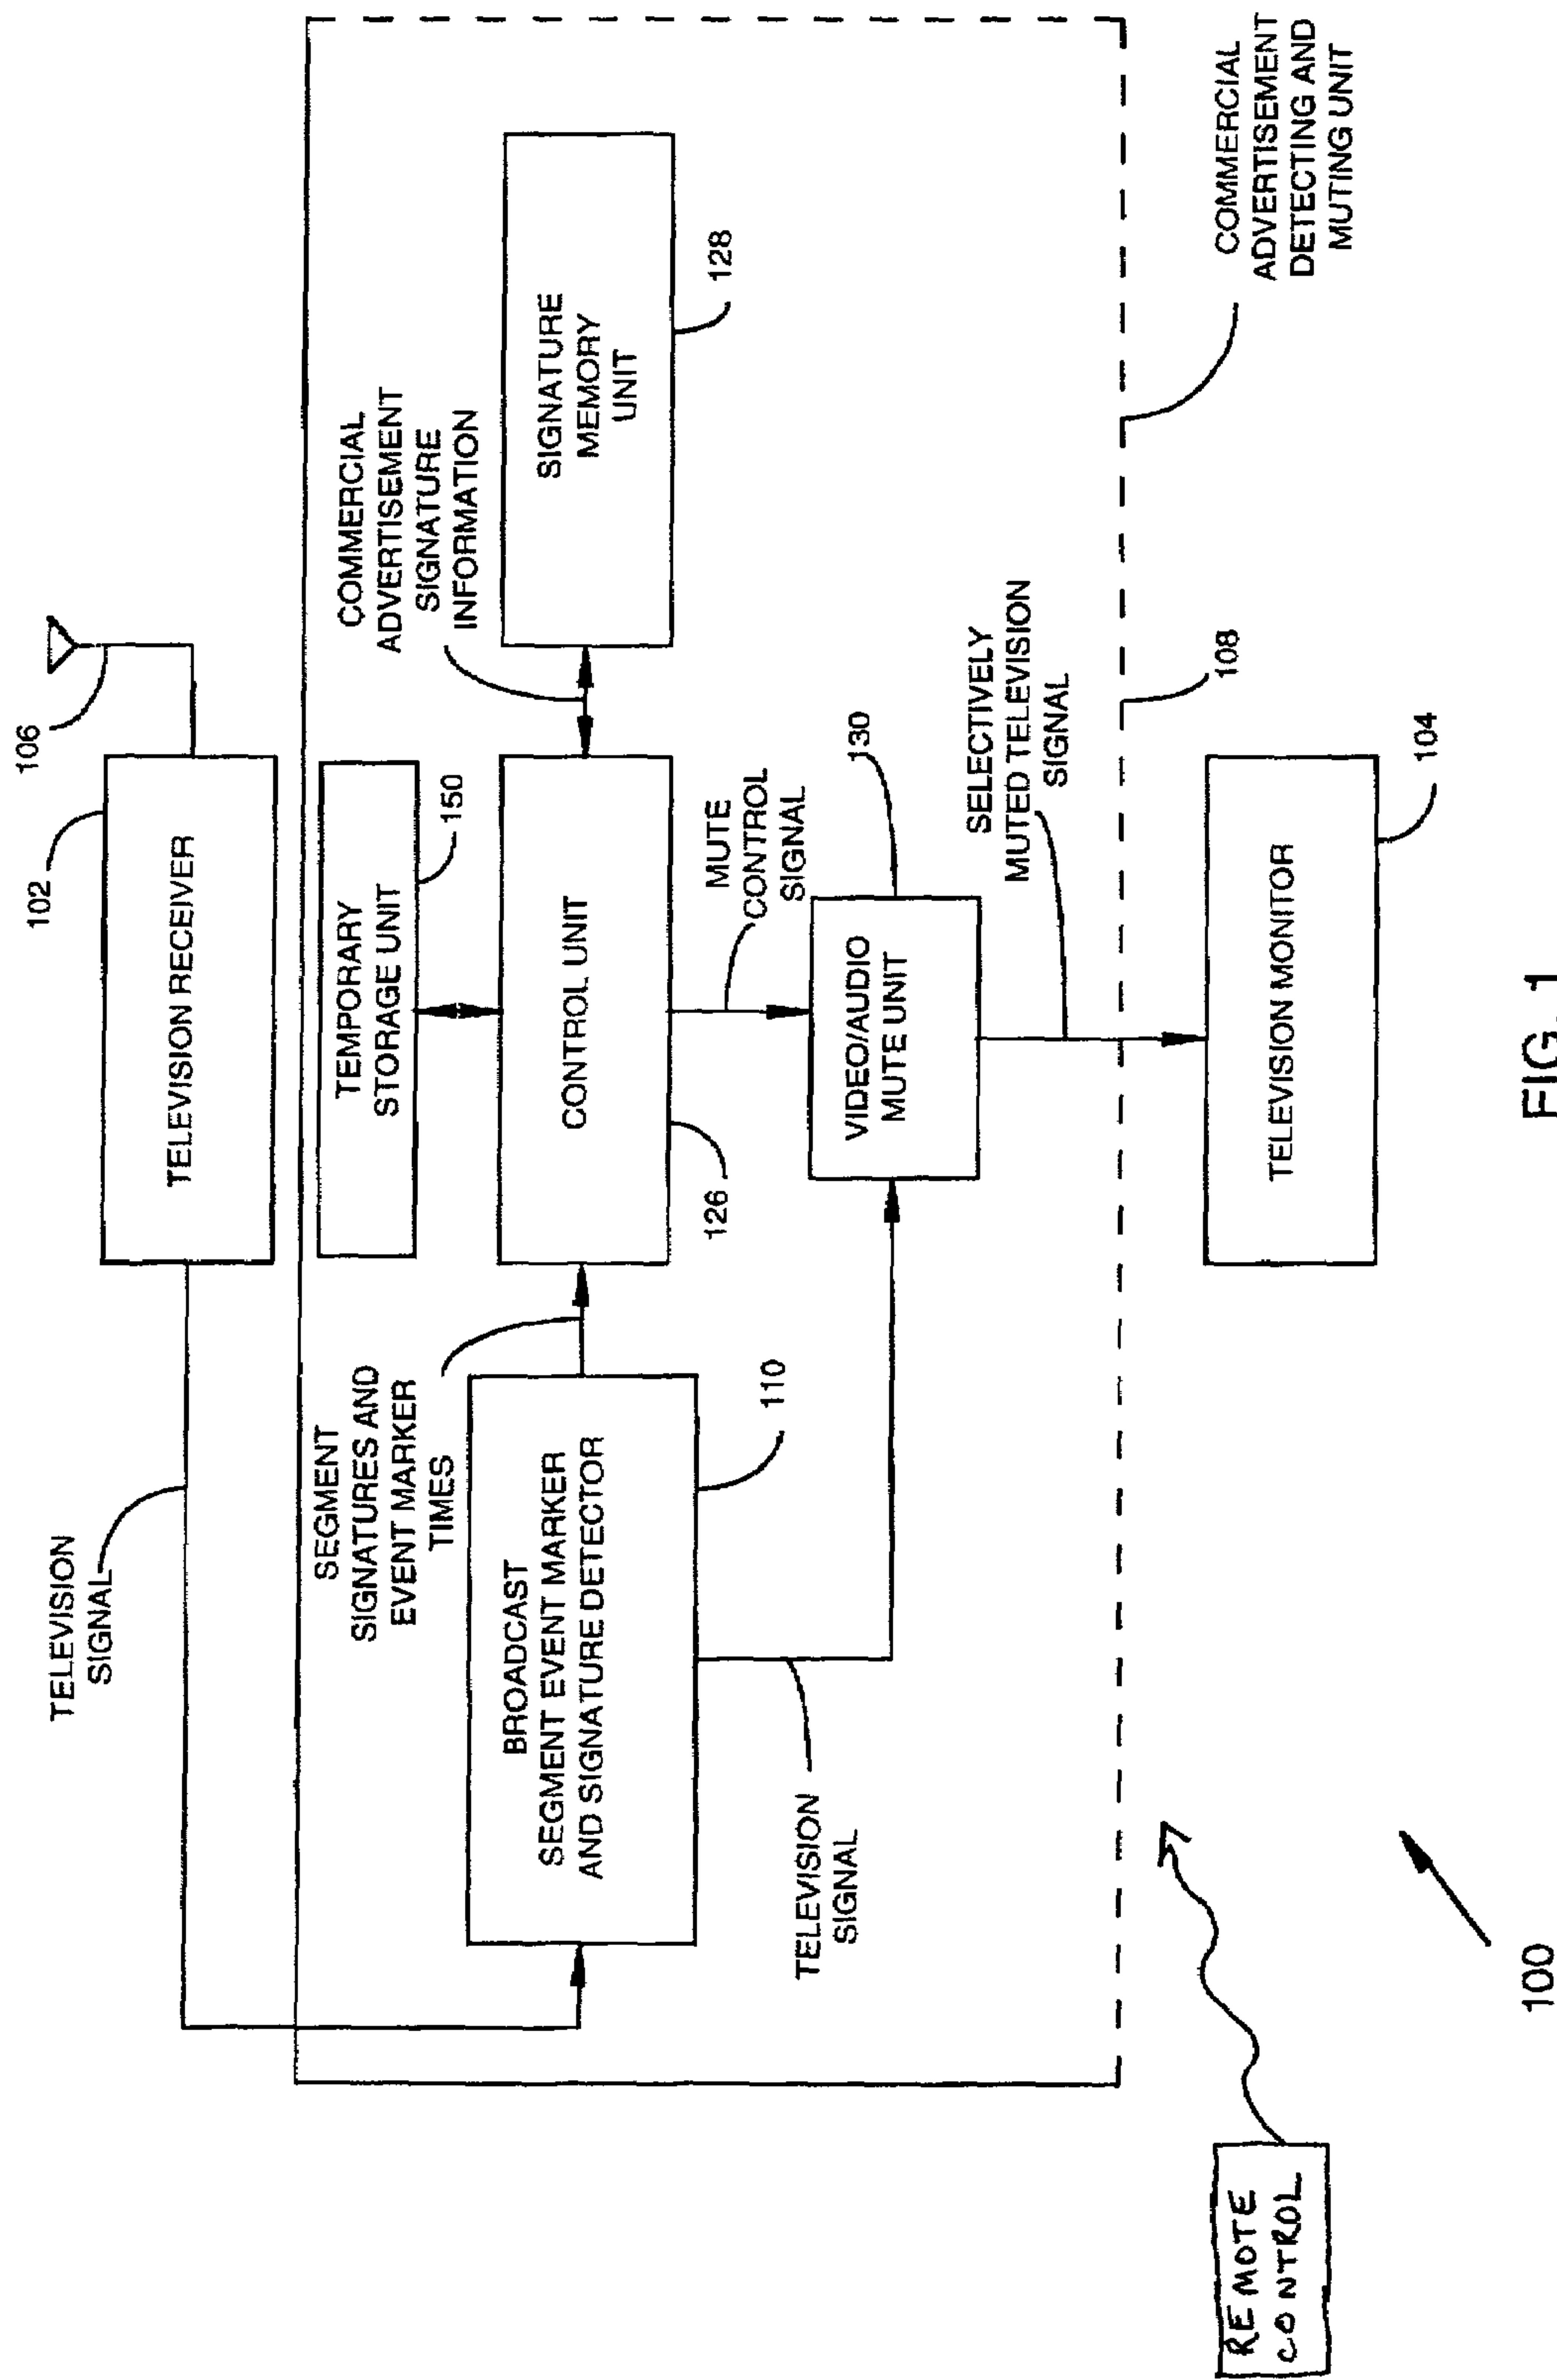 106
102
TELEVISION RECEIVER
TELEVISION
SIGNAL
TEMPORARY
STORAGE UNIT
150
COMMERCIAL
ADVERTISEMENT
SIGNATURE
INFORMATION
SEGMENT
SIGNATURES AND
EVENT MARKER
TIMES
BROADCAST
SEGMENT EVENT MARKER
AND SIGNATURE DETECTOR
110
CONTROL UNIT
126
SIGNATURE
MEMORY
UNIT
128
MUTE
CONTROL
SIGNAL
TELEVISION
SIGNAL
VIDEO/AUDIO
MUTE UNIT
130
SELECTIVELY
MUTED TELEVISION
SIGNAL
108
COMMERCIAL
ADVERTISEMENT
DETECTING AND
MUTING UNIT
REMOTE
CONTROL
TELEVISION MONITOR
104
100
FIG. 1